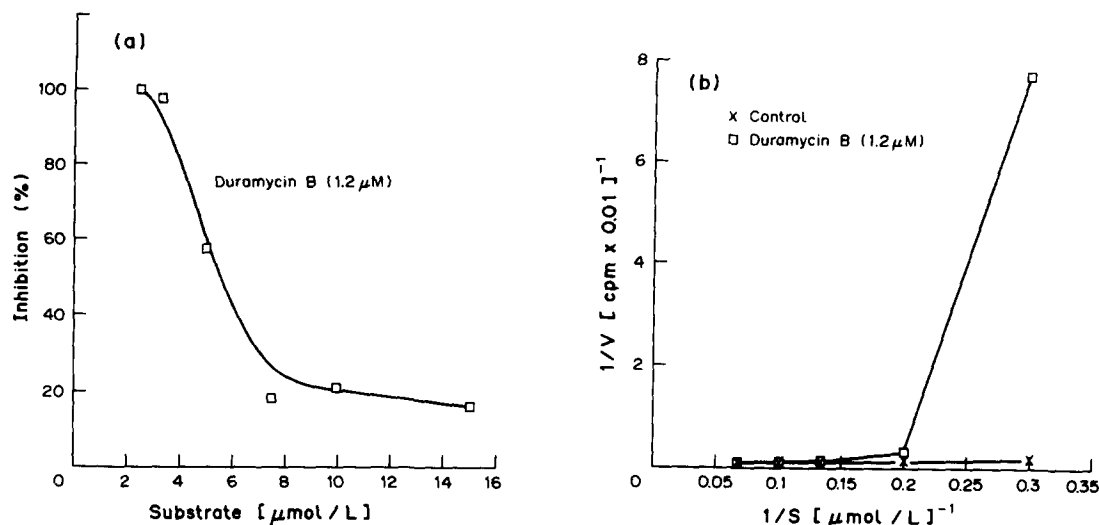 (a)
Inhibition (%)
100
80
60
40
20
0
Duramycin B (1.2 μM)
2
4
6
8
10
12
14
16
Substrate [ μmol / L ]
(b)
x Control
□ Duramycin B (1.2 μM)
1/V [ cpm x 0.01 ]⁻¹
8
6
4
2
0
0.05
0.1
0.15
0.2
0.25
0.3
0.35
1/S [ μmol / L ]⁻¹